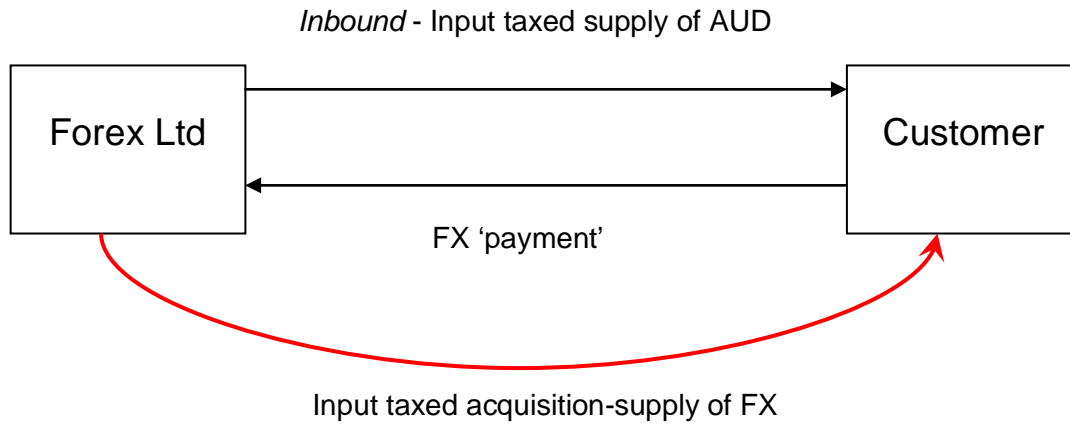 Inbound - Input taxed supply of AUD
Forex Ltd
Customer
FX ‘payment’
Input taxed acquisition-supply of FX